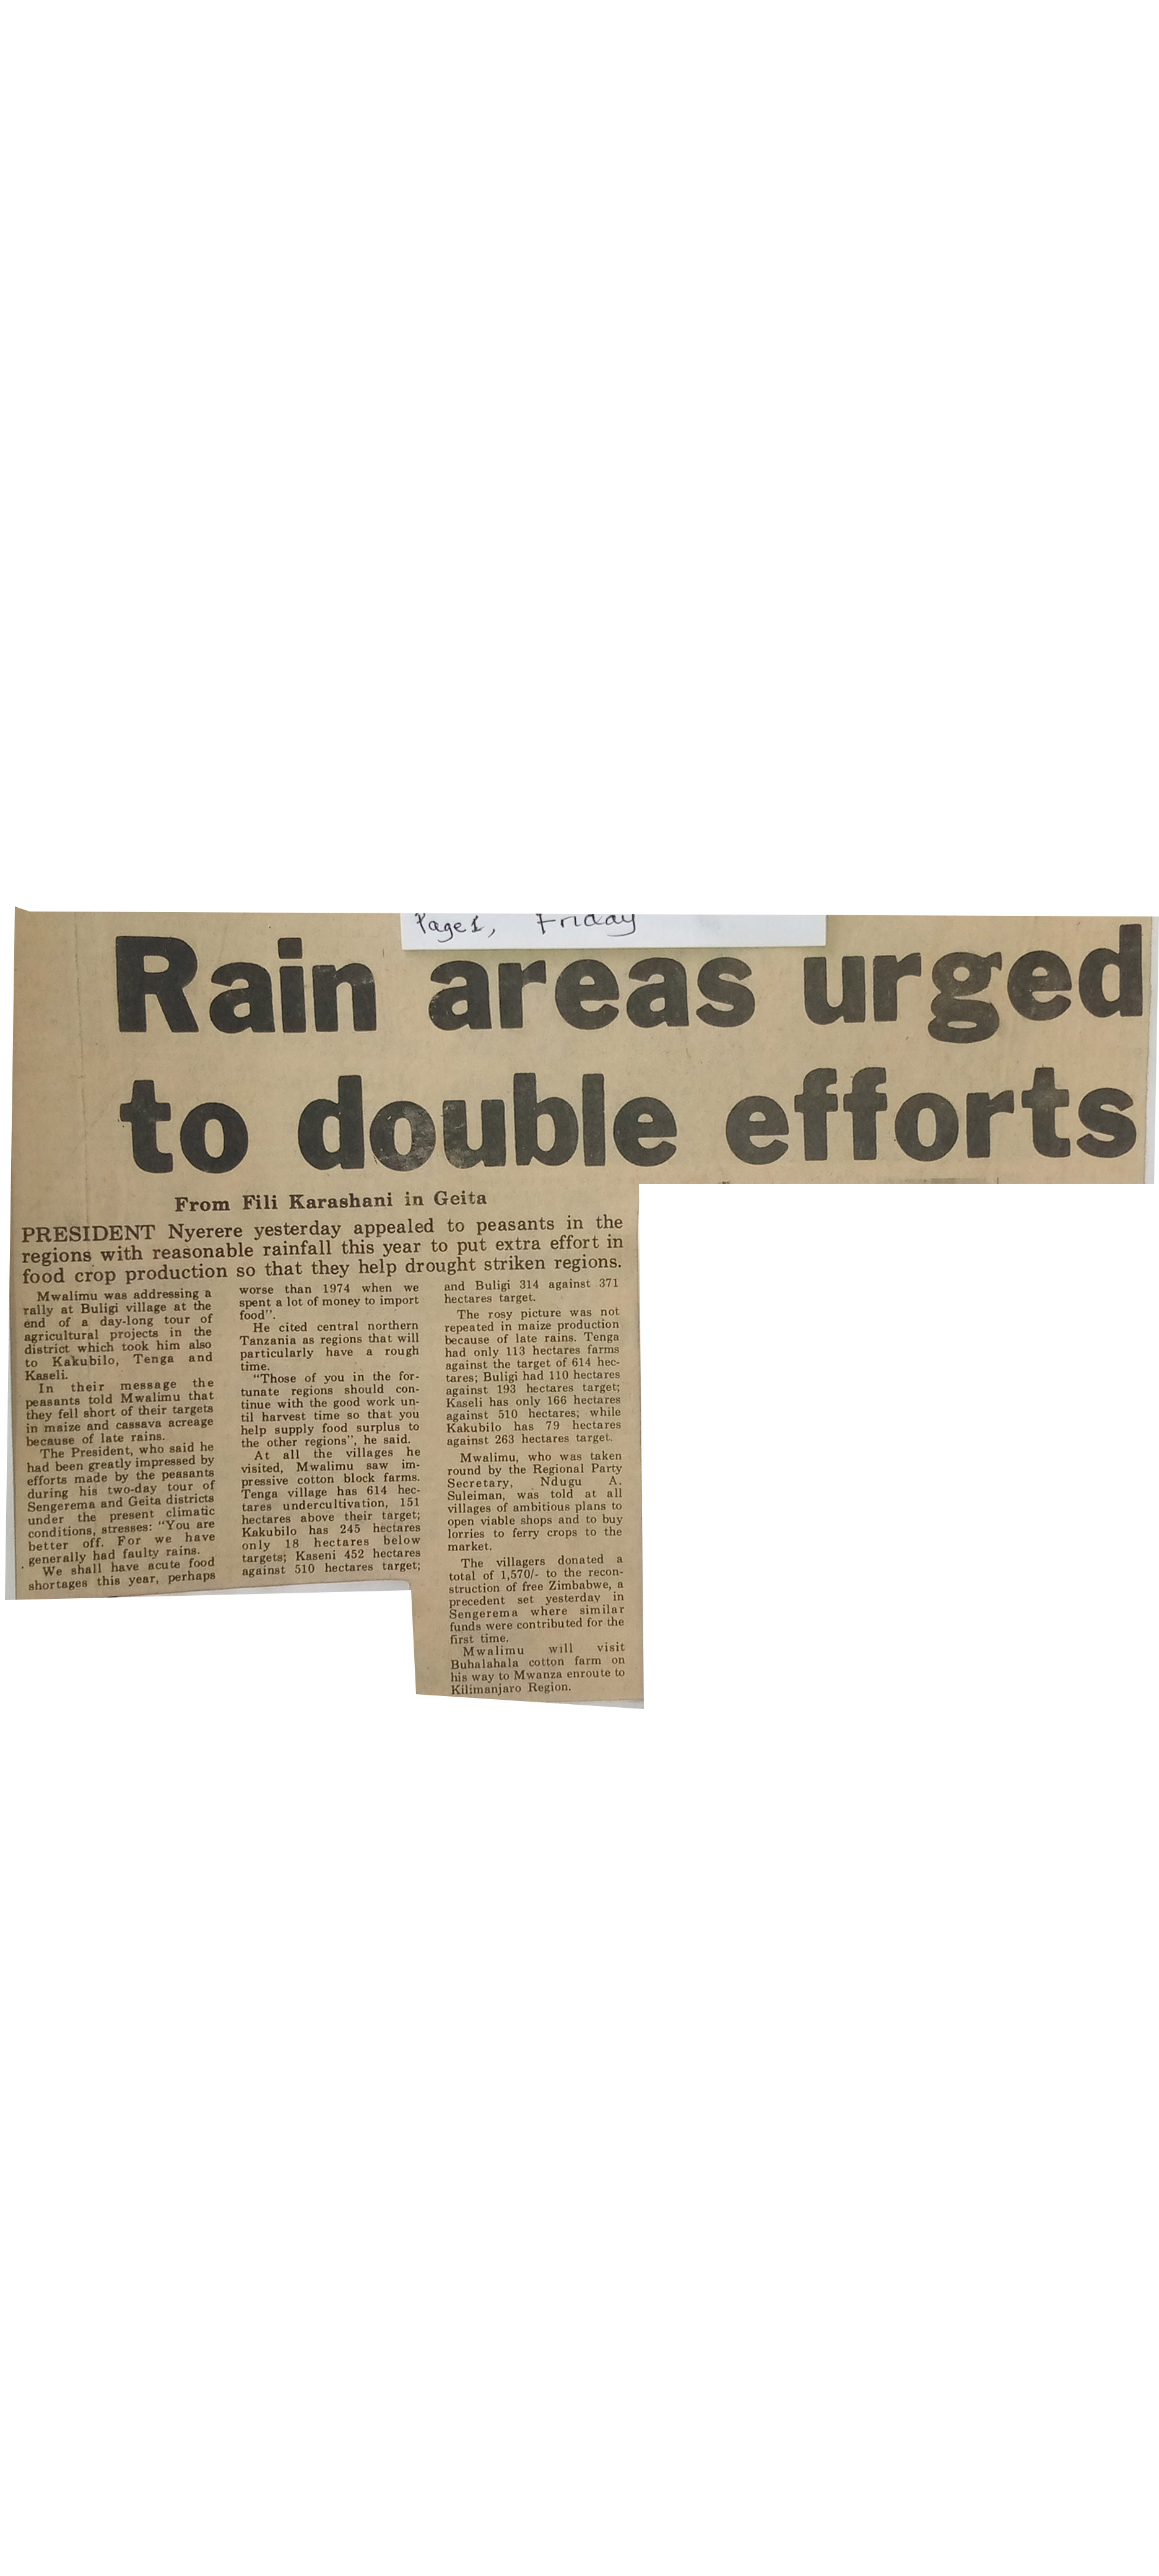 Page 1, Friday
Rain areas urged
to double efforts
From Fili Karashani in Geita
PRESIDENT Nyerere yesterday appealed to peasants in the
regions with reasonable rainfall this year to put extra effort in
food crop production so that they help drought striken regions.
Mwalimu was addressing a
rally at Buligi village at the
end of a day-long tour of
agricultural projects in the
district which took him also
to Kakubilo, Tenga and
Kaseli.
In their message the
peasants told Mwalimu that
they fell short of their targets
in maize and cassava acreage
because of late rains.
The President, who said he
had been greatly impressed by
efforts made by the peasants
during his two-day tour of
Sengerema and Geita districts
under the present climatic
conditions, stresses: "You are
better off. For we have
generally had faulty rains.
We shall have acute food
shortages this year, perhaps
worse than 1974 when we
spent a lot of money to import
food".
He cited central northern
Tanzania as regions that will
particularly have a rough
time.
"Those of you in the for-
tunate regions should con-
tinue with the good work un-
til harvest time so that you
help supply food surplus to
the other regions", he said.
At all the villages he
visited, Mwalimu saw im-
pressive cotton block farms.
Tenga village has 614 hec-
tares undercultivation, 151
hectares above their target;
Kakubilo has 245 hectares
only 18 hectares below
targets; Kaseni 452 hectares
against 510 hectares target;
and Buligi 314 against 371
hectares target.
The rosy picture was not
repeated in maize production
because of late rains. Tenga
had only 113 hectares farms
against the target of 614 hec-
tares; Buligi had 110 hectares
against 193 hectares target;
Kaseli has only 166 hectares
against 510 hectares; while
Kakubilo has 79 hectares
against 263 hectares target.
Mwalimu, who was taken
round by the Regional Party
Secretary, Ndugu A.
Suleiman, was told at all
villages of ambitious plans to
open viable shops and to buy
lorries to ferry crops to the
market.
The villagers donated a
total of 1,570/- to the recon-
struction of free Zimbabwe, a
precedent set yesterday in
Sengerema where similar
funds were contributed for the
first time.
Mwalimu will visit
Buhalahala cotton farm on
his way to Mwanza enroute to
Kilimanjaro Region.